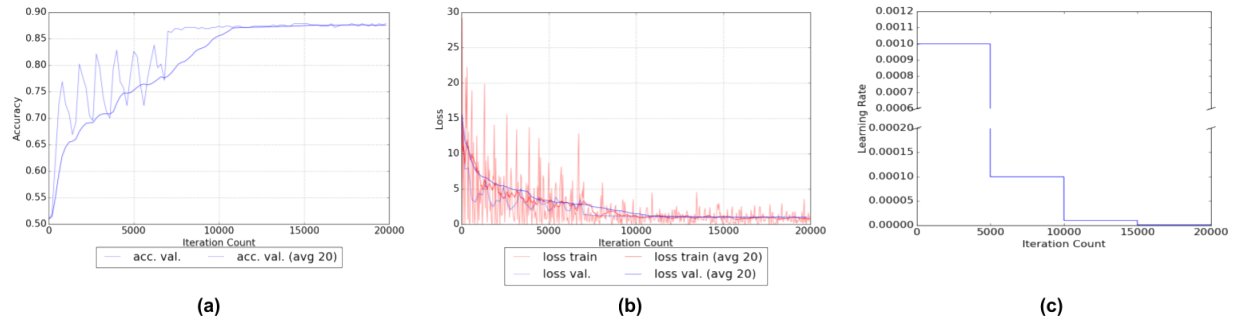 0.90
0.85
0.80
0.75
0.70
0.65
0.60
0.55
0.50
Accuracy
0 5000 10000 15000 20000
Iteration Count
acc. val. acc. val. (avg 20)
(a)
30
25
20
15
10
5
0
Loss
0 5000 10000 15000 20000
Iteration Count
loss train loss train (avg 20)
loss val. loss val. (avg 20)
(b)
0.0012
0.0011
0.0010
0.0009
0.0008
0.0007
0.0006
0.00020
0.00015
0.00010
0.00005
0.00000
Learning Rate
0 5000 10000 15000 20000
Iteration Count
(c)